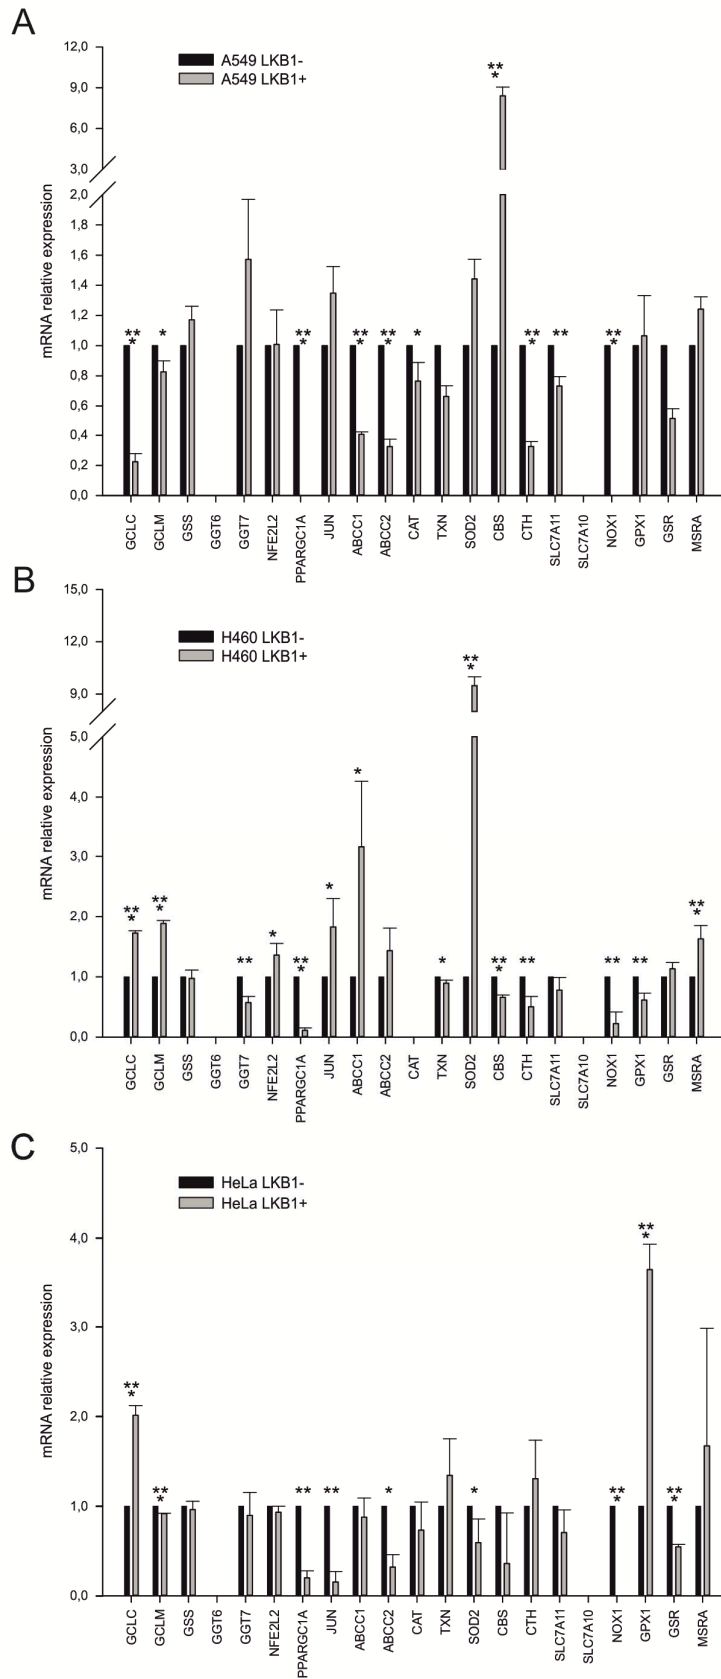 A
12,0
9,0
6,0
3,0
2,0
1,8
1,6
1,4
1,2
1,0
0,8
0,6
0,4
0,2
0,0
mRNA relative expression
A549 LKB1-
A549 LKB1+
** * * ** * ** * ** * * ** * ** * ** ** *
GCLC GCLM GSS GGT6 GGT7 NFE2L2 PPARGC1A JUN ABCC1 ABCC2 CAT TXN SOD2 CBS CTH SLC7A11 SLC7A10 NOX1 GPX1 GSR MSRA
B
15,0
12,0
9,0
5,0
4,0
3,0
2,0
1,0
0,0
mRNA relative expression
H460 LKB1-
H460 LKB1+
** * ** * ** * ** * * * * ** * ** * ** ** ** ** *
GCLC GCLM GSS GGT6 GGT7 NFE2L2 PPARGC1A JUN ABCC1 ABCC2 CAT TXN SOD2 CBS CTH SLC7A11 SLC7A10 NOX1 GPX1 GSR MSRA
C
5,0
4,0
3,0
2,0
1,0
0,0
mRNA relative expression
HeLa LKB1-
HeLa LKB1+
** * ** * ** ** * * ** * ** * ** *
GCLC GCLM GSS GGT6 GGT7 NFE2L2 PPARGC1A JUN ABCC1 ABCC2 CAT TXN SOD2 CBS CTH SLC7A11 SLC7A10 NOX1 GPX1 GSR MSRA